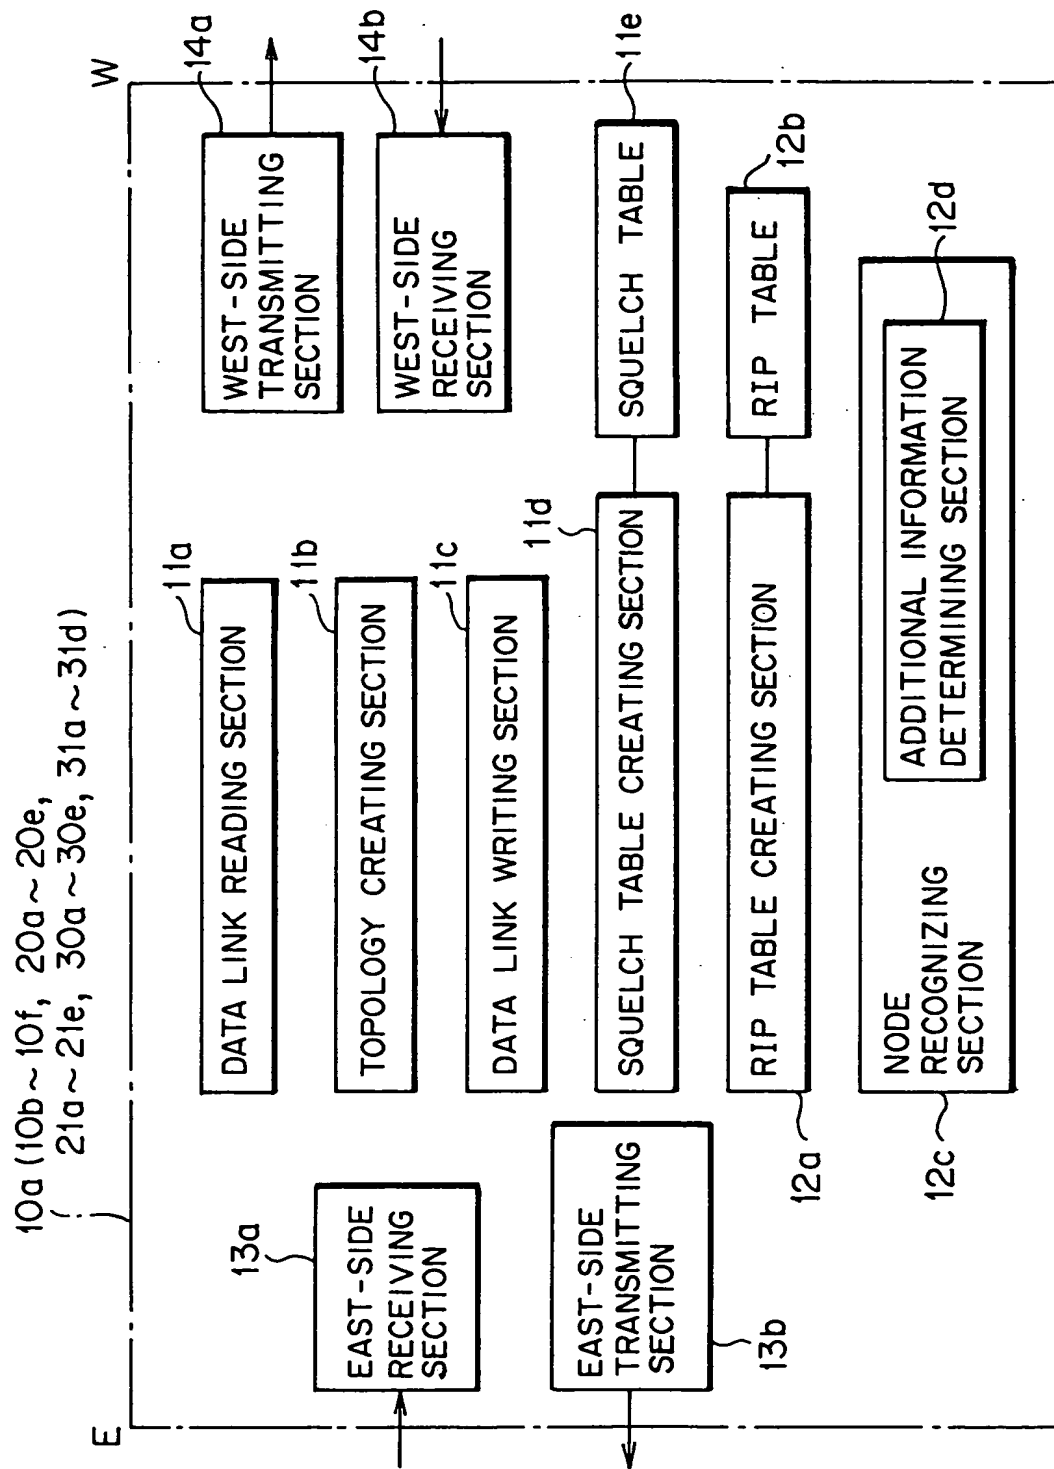 10a (10b~10f, 20a~20e,
21a~21e, 30a~30e, 31a~31d)
E
W
13a
EAST-SIDE
RECEIVING
SECTION
EAST-SIDE
TRANSMITTING
SECTION
13b
11a
DATA LINK READING SECTION
11b
TOPOLOGY CREATING SECTION
11c
DATA LINK WRITING SECTION
11d
SQUELCH TABLE CREATING SECTION
RIP TABLE CREATING SECTION
12a
NODE
RECOGNIZING
SECTION
12c
ADDITIONAL INFORMATION
DETERMINING SECTION
12d
14a
WEST-SIDE
TRANSMITTING
SECTION
14b
WEST-SIDE
RECEIVING
SECTION
11e
SQUELCH TABLE
12b
RIP TABLE